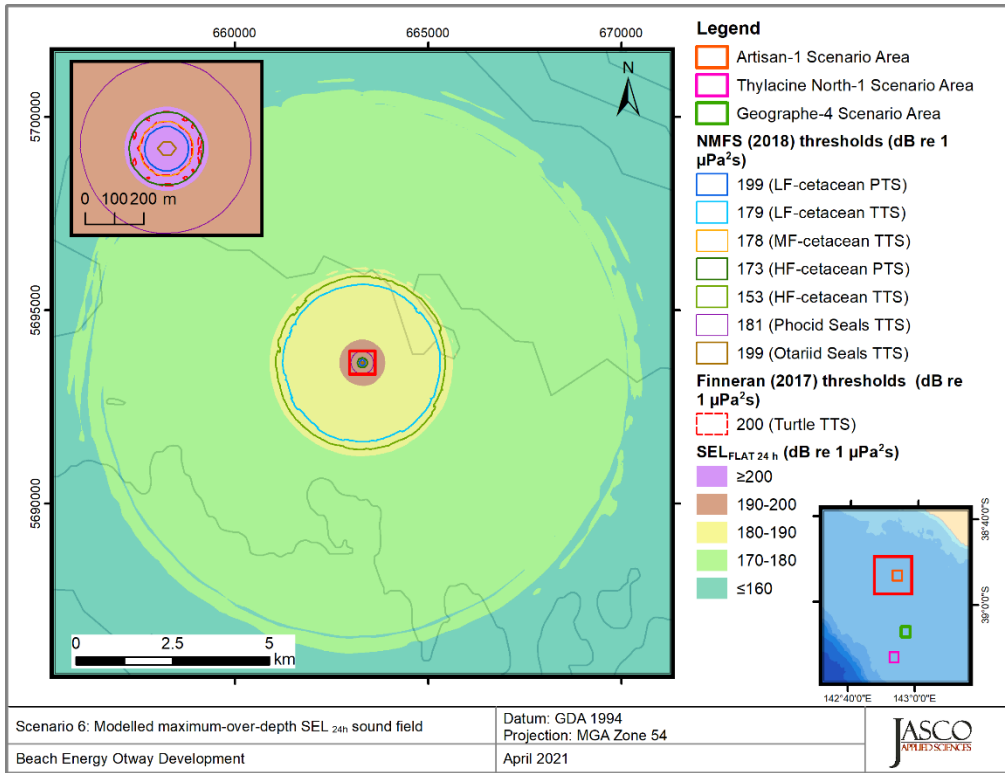 660000
665000
670000
5700000
5695000
5690000
N
0 100 200 m
0 2.5 5
km
Legend
Artisan-1 Scenario Area
Thylacine North-1 Scenario Area
Geographe-4 Scenario Area
NMFS (2018) thresholds (dB re 1
µPa²s)
199 (LF-cetacean PTS)
179 (LF-cetacean TTS)
178 (MF-cetacean TTS)
173 (HF-cetacean PTS)
153 (HF-cetacean TTS)
181 (Phocid Seals TTS)
199 (Otariid Seals TTS)
Finneran (2017) thresholds (dB re
1 µPa²s)
200 (Turtle TTS)
SELFLAT 24 h (dB re 1 µPa²s)
≥200
190-200
180-190
170-180
≤160
38°40'0"S
39°0'0"S
142°40'0"E
143°0'0"E
Scenario 6: Modelled maximum-over-depth SEL 24h sound field
Datum: GDA 1994
Projection: MGA Zone 54
Beach Energy Otway Development
April 2021
JASCO
APPLIED SCIENCES